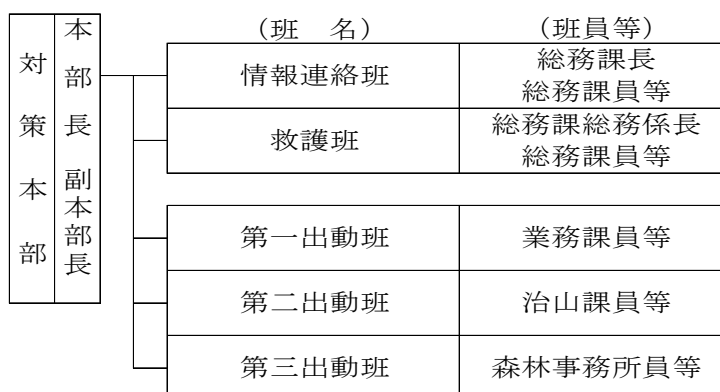 対策本部
本部長 副本部長
（班　名）
（班員等）
情報連絡班
総務課長
総務課員等
救護班
総務課総務係長
総務課員等
第一出動班
業務課員等
第二出動班
治山課員等
第三出動班
森林事務所員等